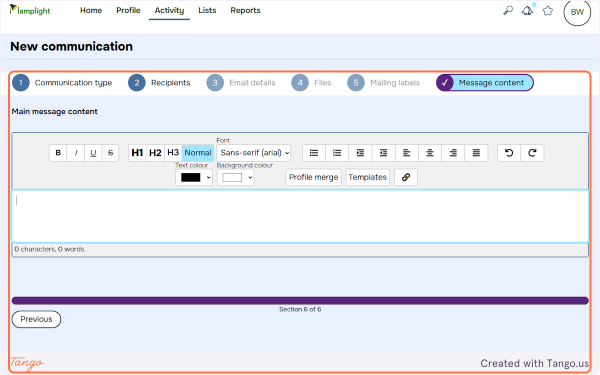 lamplight
Home Profile Activity Lists Reports
BW
New communication
1 Communication type 2 Recipients 3 Email details 4 Files 5 Mailing labels ✓ Message content
Main message content
Font
B I U S H1 H2 H3 Normal Sans-serif (arial)
Text colour Background colour
Profile merge Templates
0 characters, 0 words.
Section 6 of 6
Previous
Tango Created with Tango.us